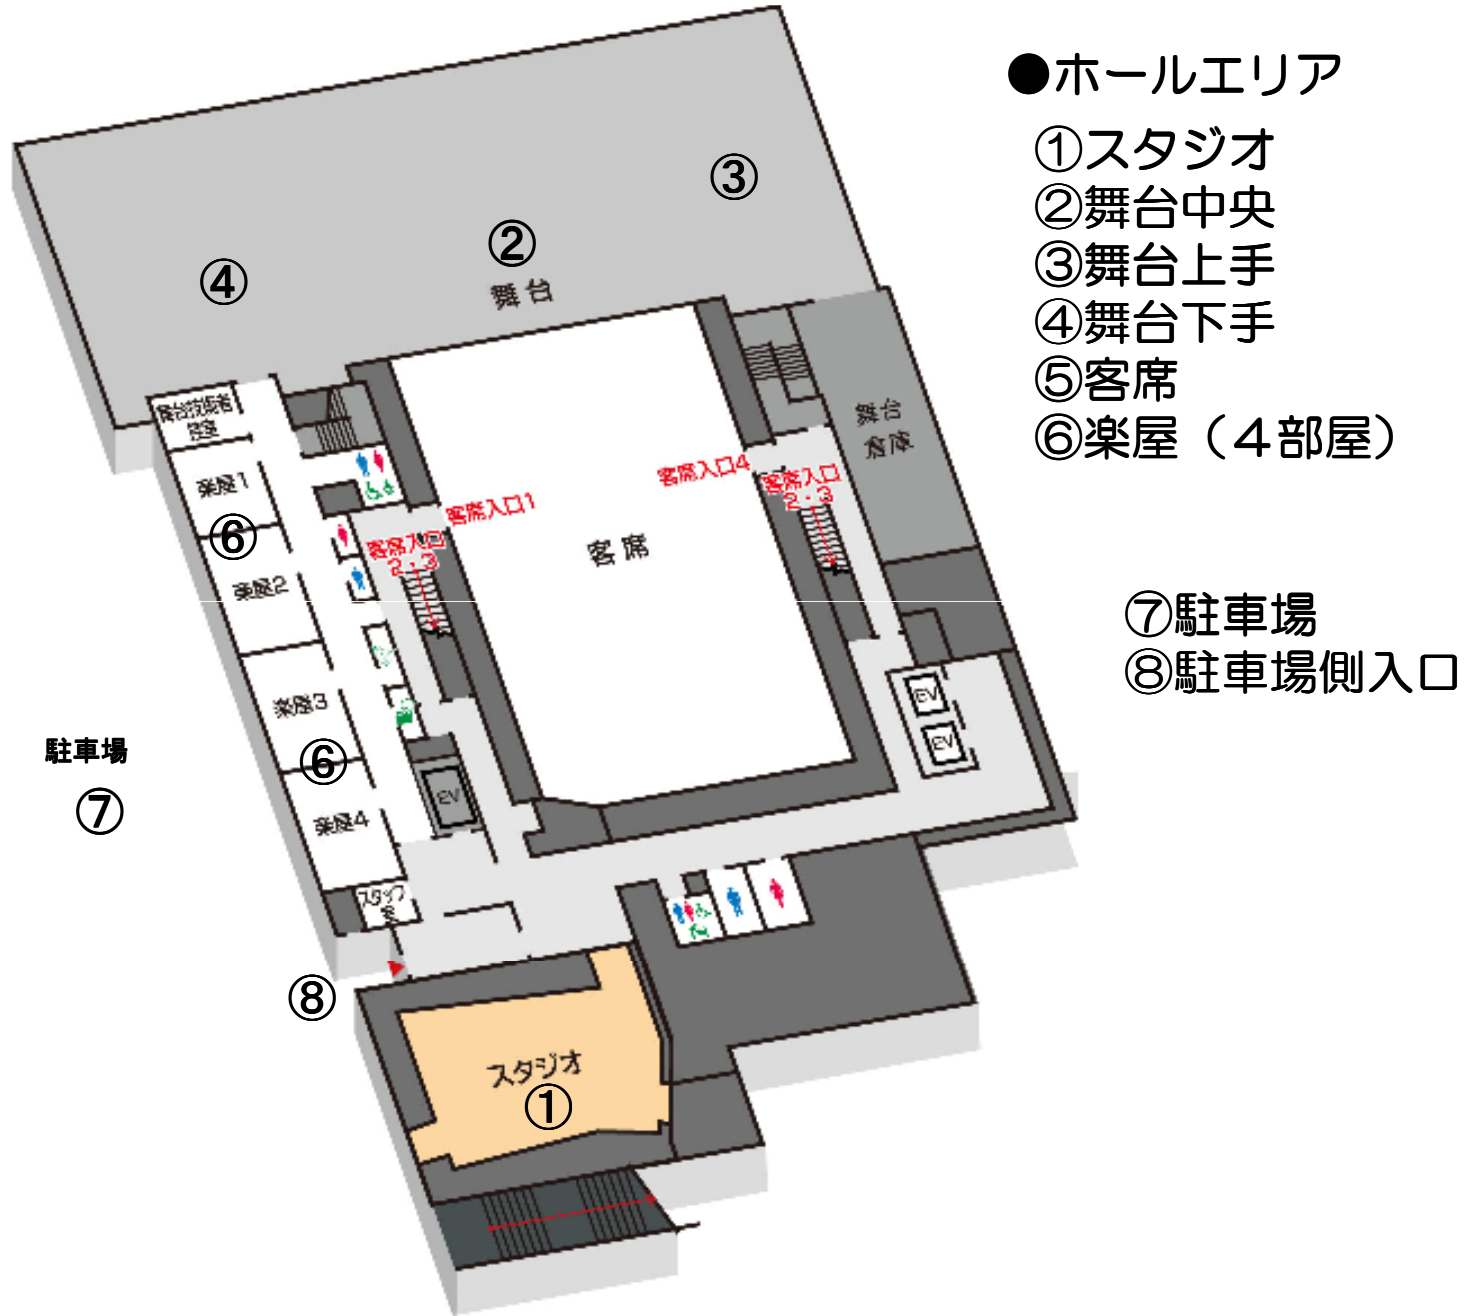 ●ホールエリア
①スタジオ
②舞台中央
③舞台上手
④舞台下手
⑤客席
⑥楽屋（４部屋）
⑦駐車場
⑧駐車場側入口
③
②
舞台
④
舞台技術者
控室
楽屋1
⑥
楽屋2
楽屋3
⑥
楽屋4
スタッフ
室
客席入口1
客席入口
2・3
客席入口4
客席入口
2・3
舞台
倉庫
客席
EV
EV
EV
駐車場
⑦
⑧
スタジオ
①